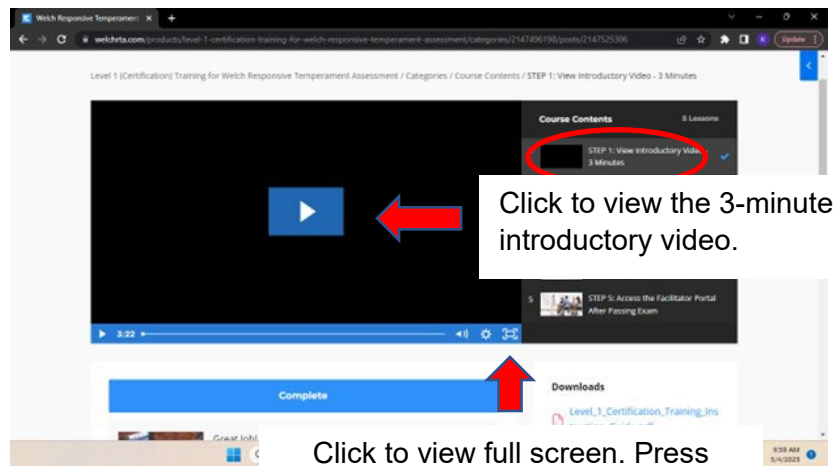 Welch Responsive Temperament
welchrta.com/products/level-1-certification-training-for-welch-responsive-temperament-assessment/categories/2147496198/posts/2147525306
K
Update
Level 1 (Certification) Training for Welch Responsive Temperament Assessment / Categories / Course Contents / STEP 1: View Introductory Video - 3 Minutes
Course Contents 5 Lessons
STEP 1: View Introductory Video -
3 Minutes
Click to view the 3-minute
introductory video.
5. STEP 5: Access the Facilitator Portal
After Passing Exam
3:22
Complete
Downloads
Level_1_Certification_Training_Ins
Great Job!
Click to view full screen. Press
9:59 AM
5/4/2023